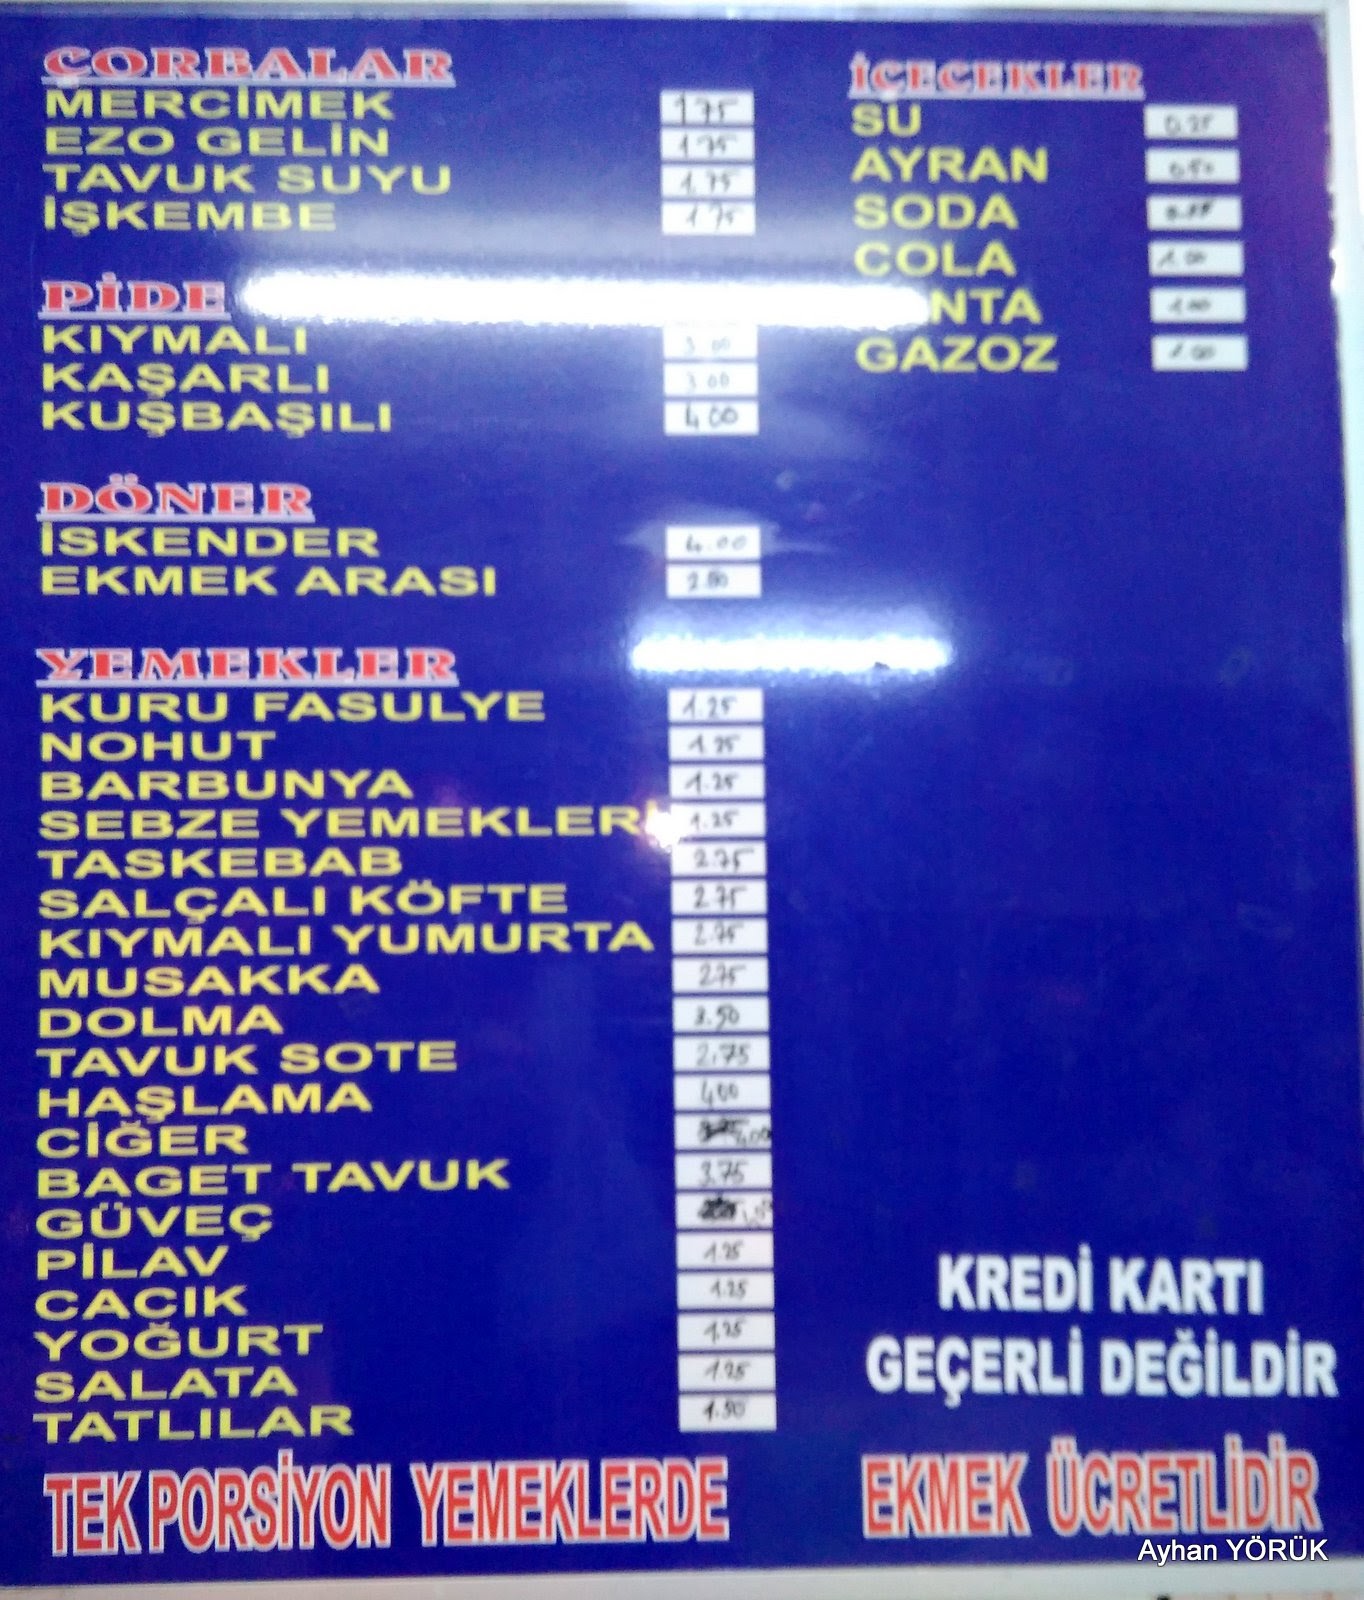 ÇORBALAR
MERCİMEK 1.75
EZO GELİN 1.75
TAVUK SUYU 1.75
İŞKEMBE 1.75
PİDE
KIYMALI 3.00
KAŞARLI 3.00
KUŞBAŞILI 4.00
DÖNER
İSKENDER 4.00
EKMEK ARASI
YEMEKLER
KURU FASULYE 1.25
NOHUT 1.25
BARBUNYA 1.25
SEBZE YEMEKLERİ 1.25
TASKEBAB 2.75
SALÇALI KÖFTE 2.75
KIYMALI YUMURTA 2.75
MUSAKKA 2.75
DOLMA
TAVUK SOTE 2.75
HAŞLAMA 4.00
CİĞER
BAGET TAVUK 3.75
GÜVEÇ
PİLAV 1.25
CACIK 1.25
YOĞURT 1.25
SALATA 1.25
TATLILAR 1.50
İÇECEKLER
SU 0.25
AYRAN 0.50
SODA
COLA 1.00
NTA 1.00
GAZOZ 1.00
KREDİ KARTI
GEÇERLİ DEĞİLDİR
TEK PORSİYON YEMEKLERDE EKMEK ÜCRETLİDİR
Ayhan YÖRÜK